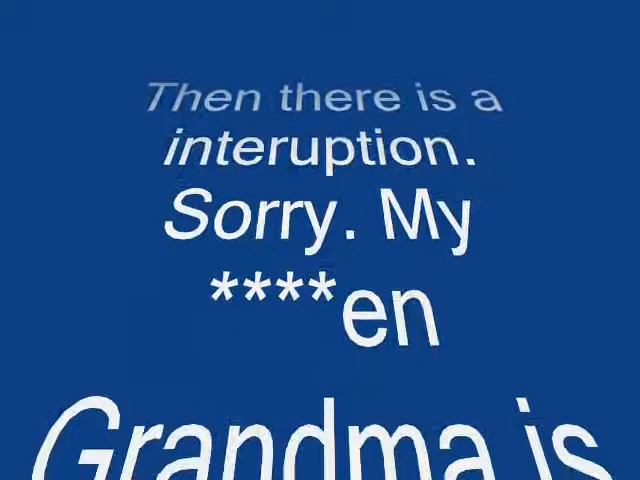 Then there is a
interuption.
Sorry. My
****en
Grandma is